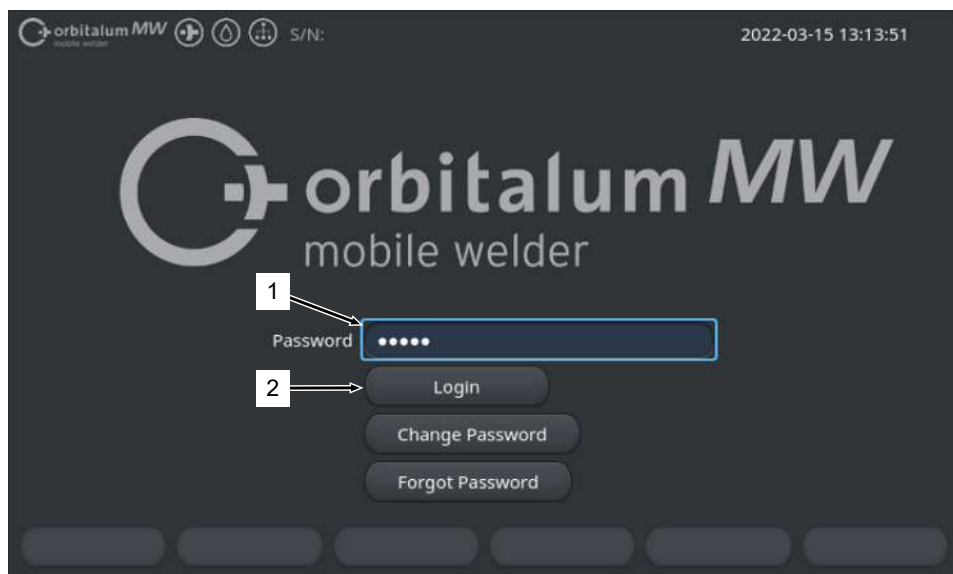 orbitalum MW S/N: 2022-03-15 13:13:51
mobile welder
orbitalum MW
mobile welder
1
Password •••••
2 Login
Change Password
Forgot Password